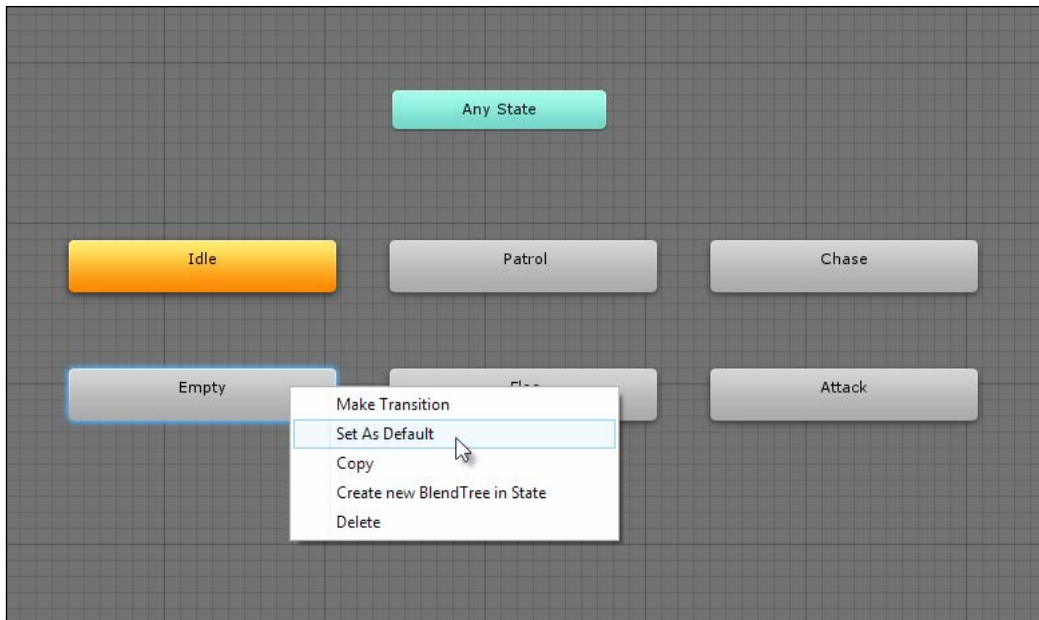 Any State
Idle
Patrol
Chase
Empty
Attack
Make Transition
Set As Default
Copy
Create new BlendTree in State
Delete